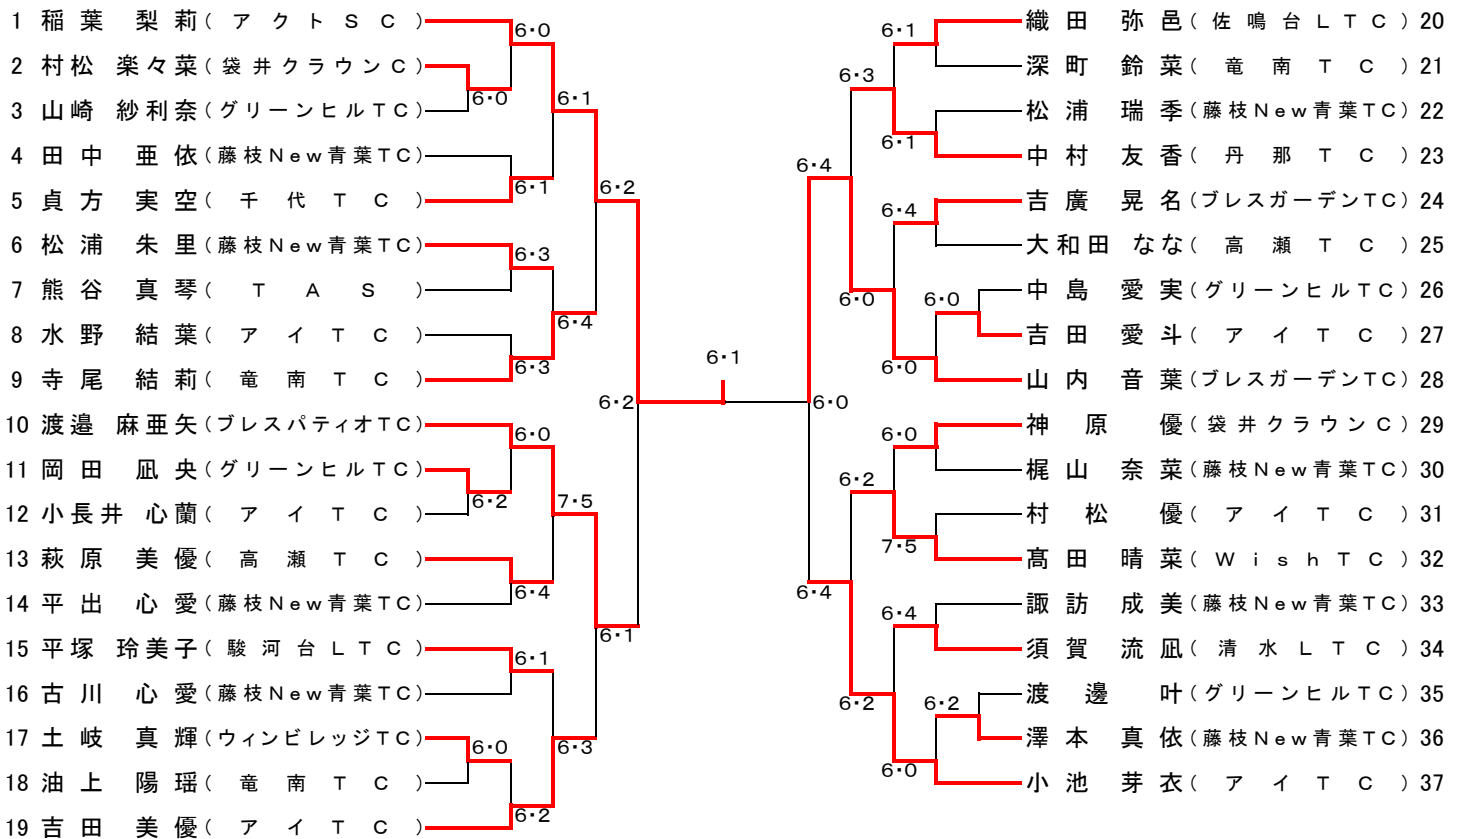 1 稲葉 梨莉(アクトSC)
2 村松 楽々菜(袋井クラウンC)
3 山崎 紗利奈(グリーンヒルTC)
4 田中 亜依(藤枝New青葉TC)
5 貞方 実空(千代TC)
6 松浦 朱里(藤枝New青葉TC)
7 熊谷 真琴(TAS)
8 水野 結葉(アイTC)
9 寺尾 結莉(竜南TC)
10 渡邉 麻亜矢(ブレスパティオTC)
11 岡田 凪央(グリーンヒルTC)
12 小長井 心蘭(アイTC)
13 萩原 美優(高瀬TC)
14 平出 心愛(藤枝New青葉TC)
15 平塚 玲美子(駿河台LTC)
16 古川 心愛(藤枝New青葉TC)
17 土岐 真輝(ウィンビレッジTC)
18 油上 陽瑶(竜南TC)
19 吉田 美優(アイTC)
6・0
6・0
6・1
6・1
6・2
6・3
6・4
6・3
6・2
6・0
6・2
7・5
6・4
6・1
6・1
6・0
6・3
6・2
6・1
6・1
6・3
6・1
6・4
6・4
6・0
6・0
6・0
6・0
6・0
6・2
7・5
6・4
6・4
6・2
6・2
6・0
織田 弥邑(佐鳴台LTC) 20
深町 鈴菜(竜南TC) 21
松浦 瑞季(藤枝New青葉TC) 22
中村 友香(丹那TC) 23
吉廣 晃名(ブレスガーデンTC) 24
大和田 なな(高瀬TC) 25
中島 愛実(グリーンヒルTC) 26
吉田 愛斗(アイTC) 27
山内 音葉(ブレスガーデンTC) 28
神原 優(袋井クラウンC) 29
梶山 奈菜(藤枝New青葉TC) 30
村松 優(アイTC) 31
髙田 晴菜(WishTC) 32
諏訪 成美(藤枝New青葉TC) 33
須賀 流凪(清水LTC) 34
渡邊 叶(グリーンヒルTC) 35
澤本 真依(藤枝New青葉TC) 36
小池 芽衣(アイTC) 37